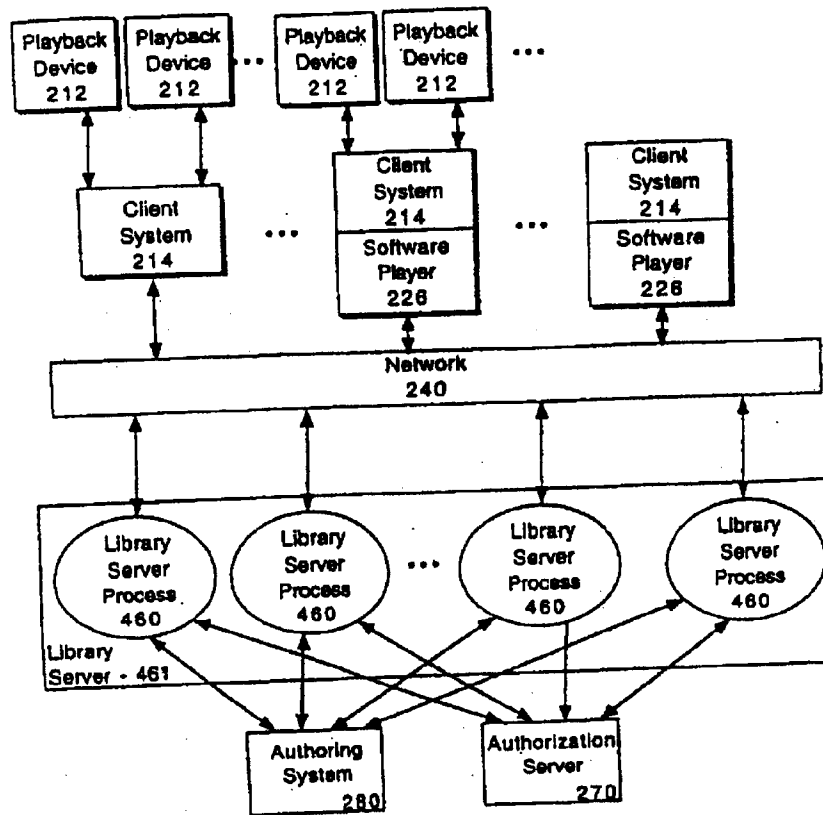 Playback
Device
212
Playback
Device
212
Playback
Device
212
Playback
Device
212
Client
System
214
Client
System
214
Software
Player
226
Client
System
214
Software
Player
226
Network
240
Library
Server
Process
460
Library
Server
Process
460
Library
Server
Process
460
Library
Server
Process
460
Library
Server - 461
Authoring
System
280
Authorization
Server
270